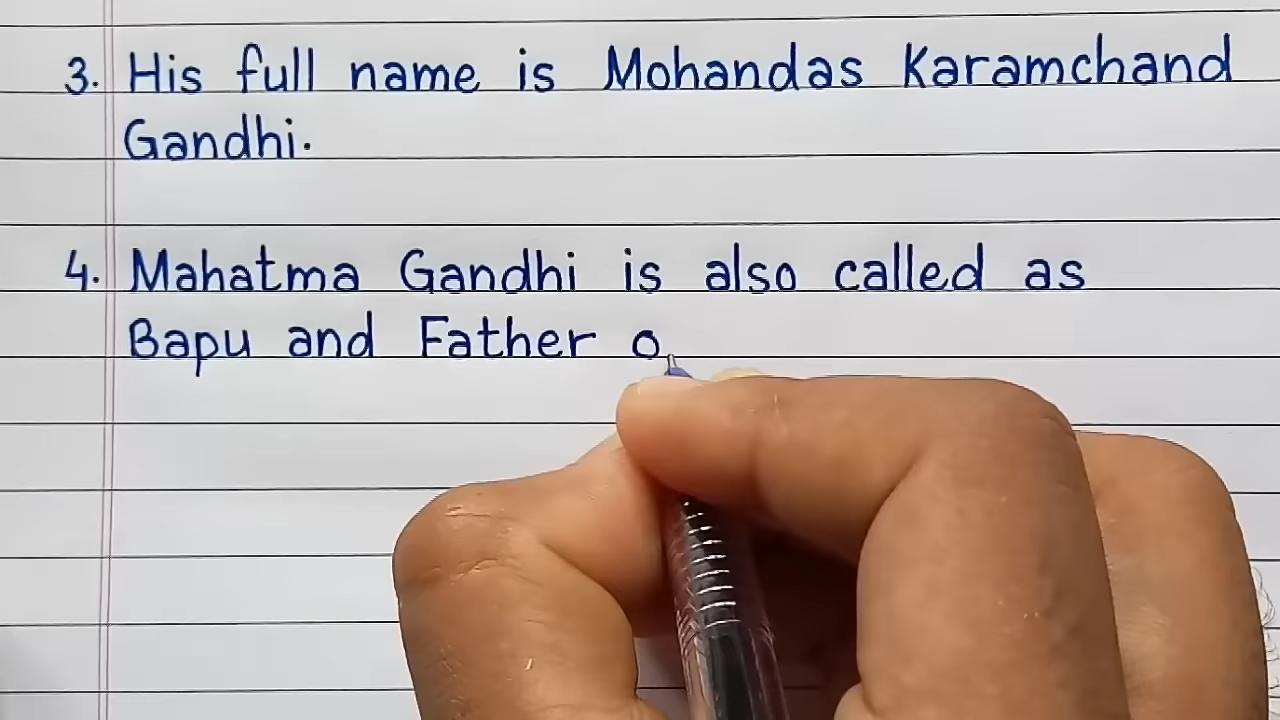 3. His full name is Mohandas Karamchand
Gandhi.
4. Mahatma Gandhi is also called as
Bapu and Father o